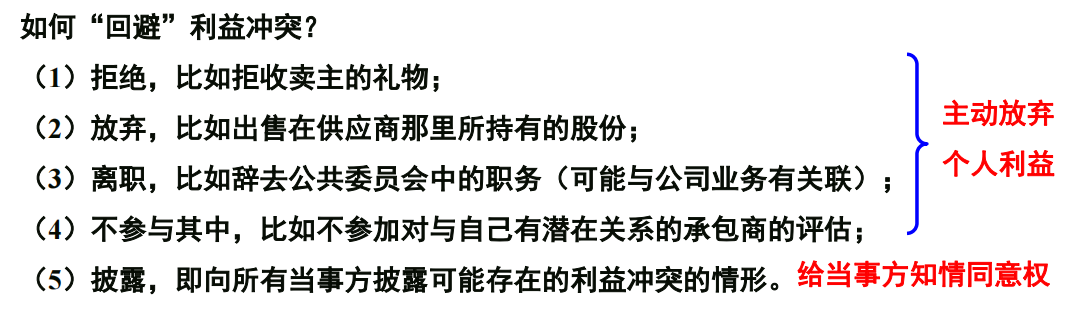 如何“回避”利益冲突？
（1）拒绝，比如拒收卖主的礼物；
（2）放弃，比如出售在供应商那里所持有的股份；
（3）离职，比如辞去公共委员会中的职务（可能与公司业务有关联）；
（4）不参与其中，比如不参加对与自己有潜在关系的承包商的评估；
主动放弃
个人利益
（5）披露，即向所有当事方披露可能存在的利益冲突的情形。给当事方知情同意权